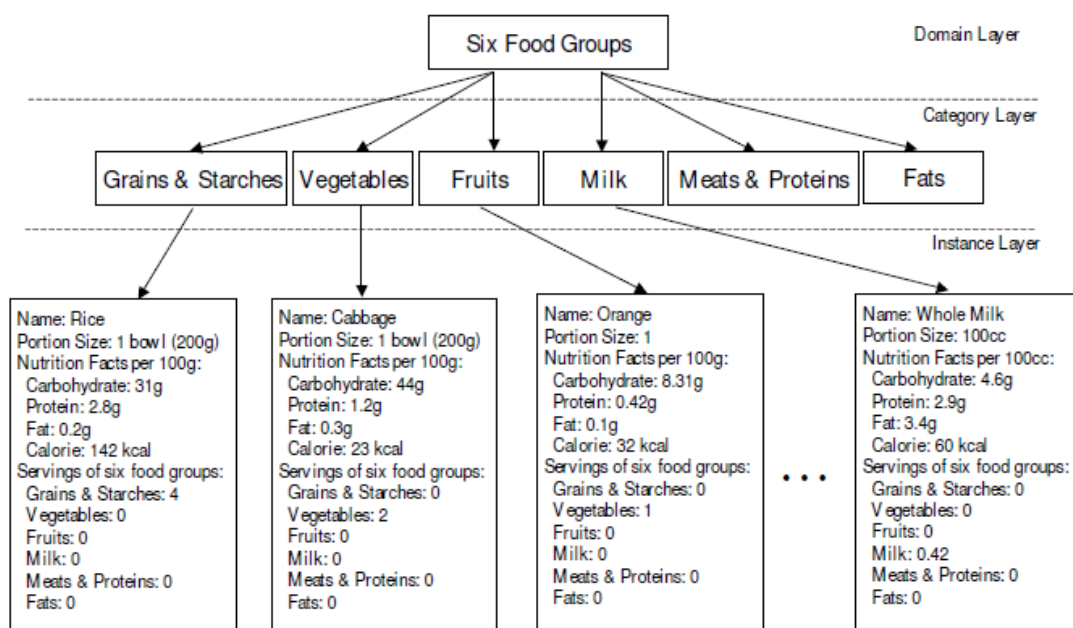 Six Food Groups
Domain Layer
Category Layer
Grains & Starches
Vegetables
Fruits
Milk
Meats & Proteins
Fats
Instance Layer
Name: Rice
Portion Size: 1 bowl (200g)
Nutrition Facts per 100g:
Carbohydrate: 31g
Protein: 2.8g
Fat: 0.2g
Calorie: 142 kcal
Servings of six food groups:
Grains & Starches: 4
Vegetables: 0
Fruits: 0
Milk: 0
Meats & Proteins: 0
Fats: 0
Name: Cabbage
Portion Size: 1 bowl (200g)
Nutrition Facts per 100g:
Carbohydrate: 44g
Protein: 1.2g
Fat: 0.3g
Calorie: 23 kcal
Servings of six food groups:
Grains & Starches: 0
Vegetables: 2
Fruits: 0
Milk: 0
Meats & Proteins: 0
Fats: 0
Name: Orange
Portion Size: 1
Nutrition Facts per 100g:
Carbohydrate: 8.31g
Protein: 0.42g
Fat: 0.1g
Calorie: 32 kcal
Servings of six food groups:
Grains & Starches: 0
Vegetables: 1
Fruits: 0
Milk: 0
Meats & Proteins: 0
Fats: 0
• • •
Name: Whole Milk
Portion Size: 100cc
Nutrition Facts per 100cc:
Carbohydrate: 4.6g
Protein: 2.9g
Fat: 3.4g
Calorie: 60 kcal
Servings of six food groups:
Grains & Starches: 0
Vegetables: 0
Fruits: 0
Milk: 0.42
Meats & Proteins: 0
Fats: 0